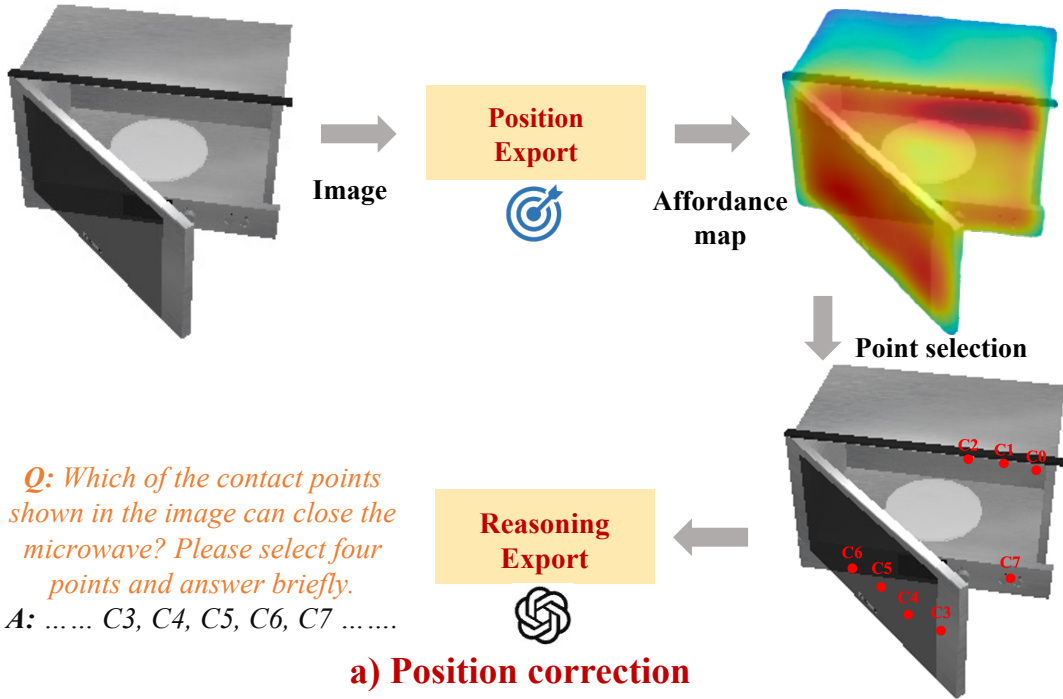 Position
Export
Image
Affordance
map
Point selection
C2
C1
C0
C6
C5
C7
C4
C3
Q: Which of the contact points
shown in the image can close the
microwave? Please select four
points and answer briefly.
A: …… C3, C4, C5, C6, C7 …….
Reasoning
Export
a) Position correction